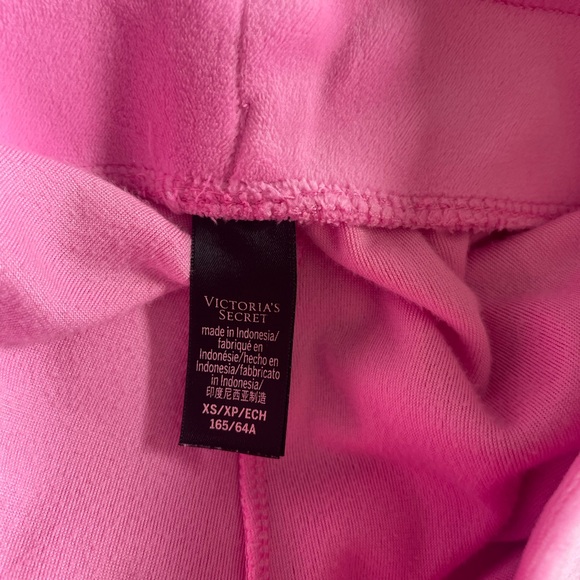 VICTORIA'S
SECRET
made in Indonesia/
fabriqué en
Indonésie/hecho en
Indonesia/fabbricato
in Indonesia/
印度尼西亚制造
XS/XP/ECH
165/64A